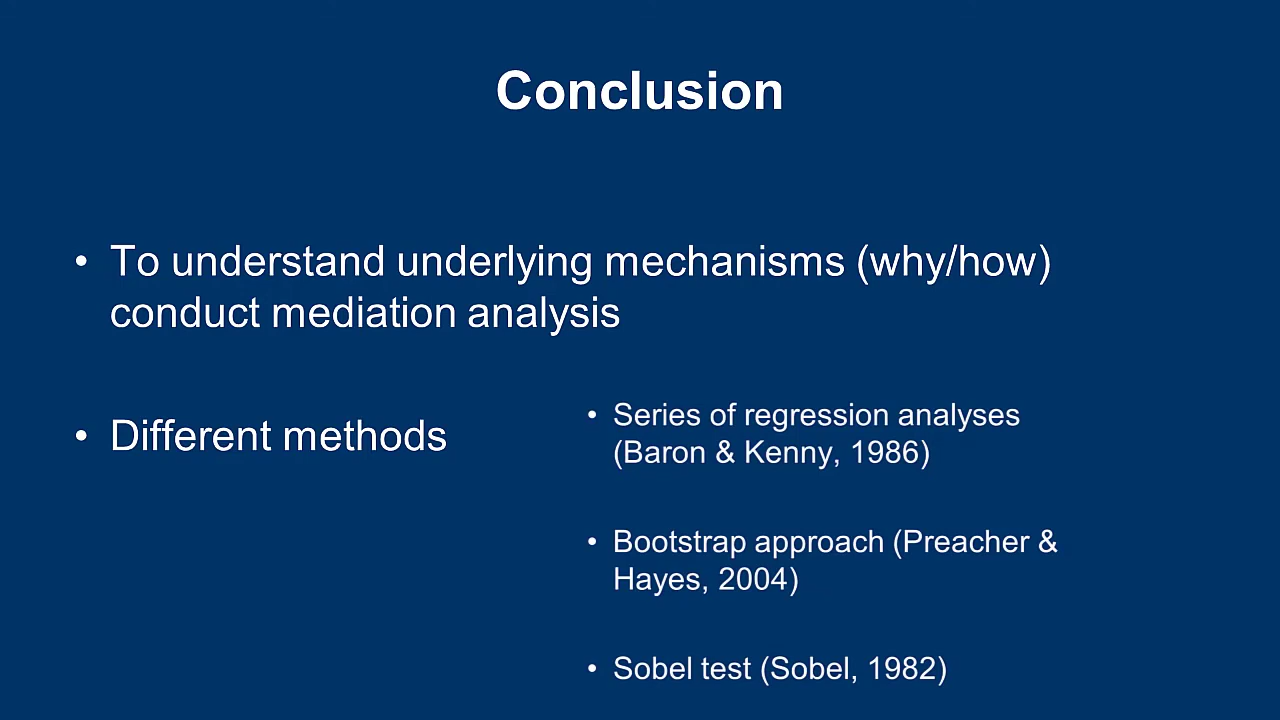 Conclusion
• To understand underlying mechanisms (why/how)
conduct mediation analysis
• Different methods
• Series of regression analyses
(Baron & Kenny, 1986)
• Bootstrap approach (Preacher &
Hayes, 2004)
• Sobel test (Sobel, 1982)